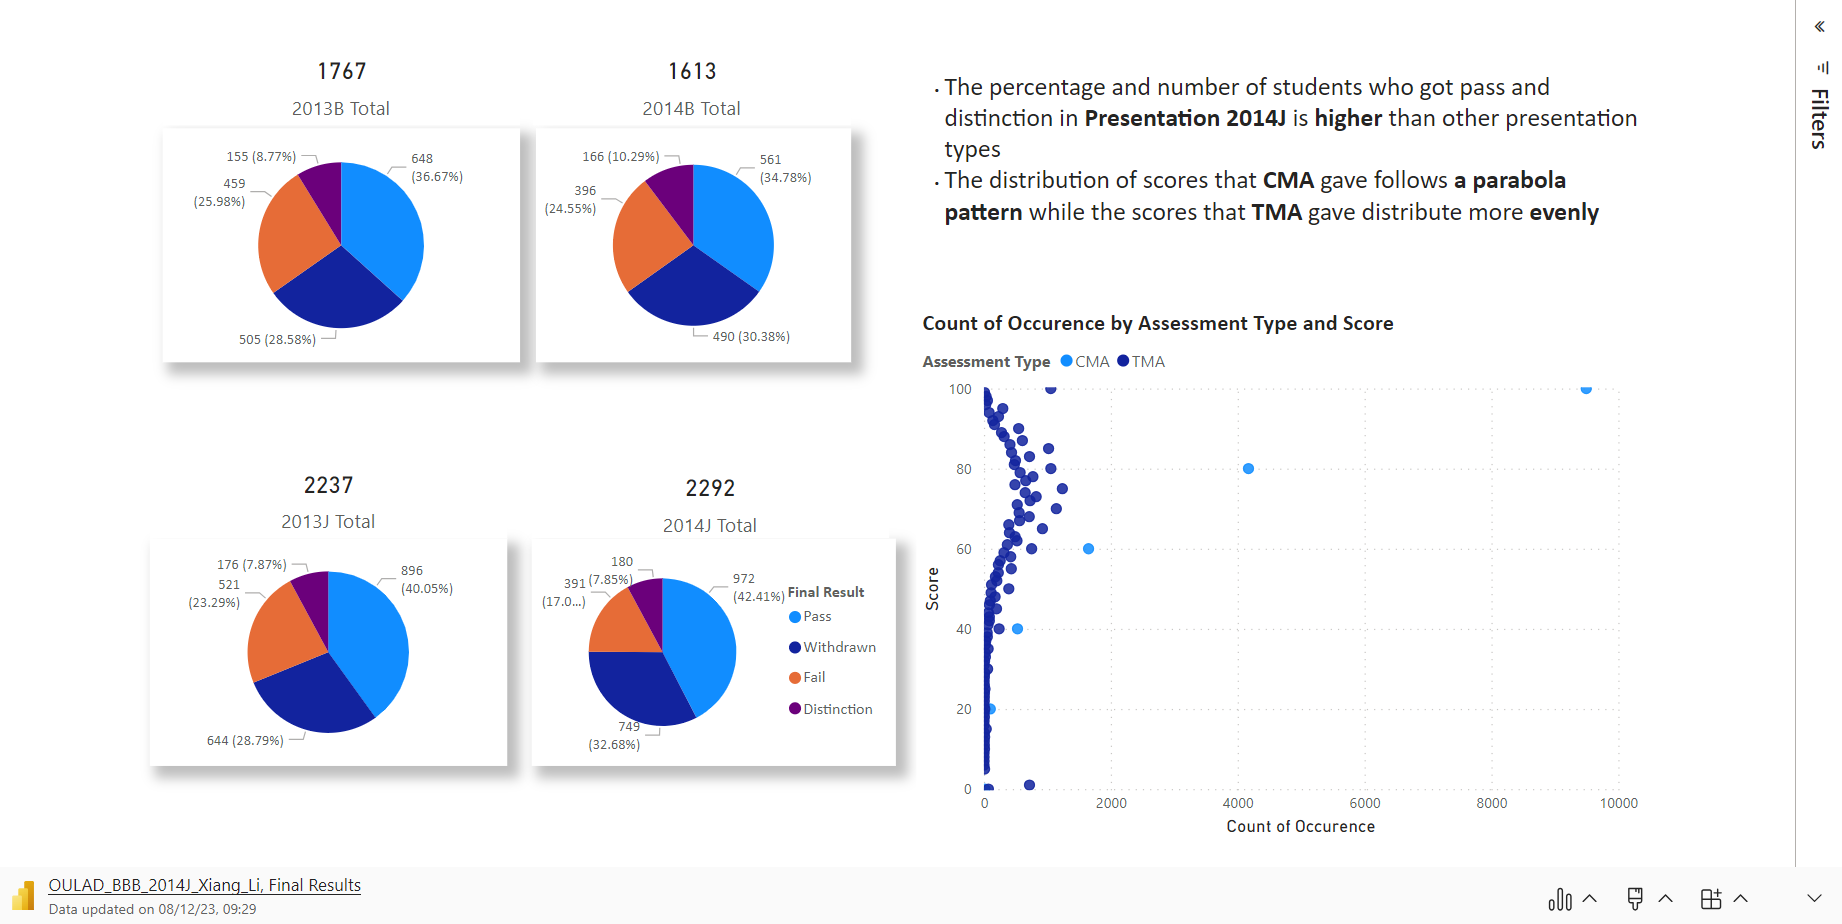 1767
2013B Total
155 (8.77%)
648
(36.67%)
459
(25.98%)
505 (28.58%)
1613
2014B Total
166 (10.29%)
561
(34.78%)
396
(24.55%)
490 (30.38%)
2237
2013J Total
176 (7.87%)
896
(40.05%)
521
(23.29%)
644 (28.79%)
2292
2014J Total
180
(7.85%)
972
(42.41%)
391
(17.0...)
749
(32.68%)
Final Result
Pass
Withdrawn
Fail
Distinction
• The percentage and number of students who got pass and
distinction in Presentation 2014J is higher than other presentation
types
• The distribution of scores that CMA gave follows a parabola
pattern while the scores that TMA gave distribute more evenly
Count of Occurence by Assessment Type and Score
Assessment Type CMA TMA
100
80
60
40
20
0
Score
0 2000 4000 6000 8000 10000
Count of Occurence
Filters
OULAD_BBB_2014J_Xiang_Li, Final Results
Data updated on 08/12/23, 09:29